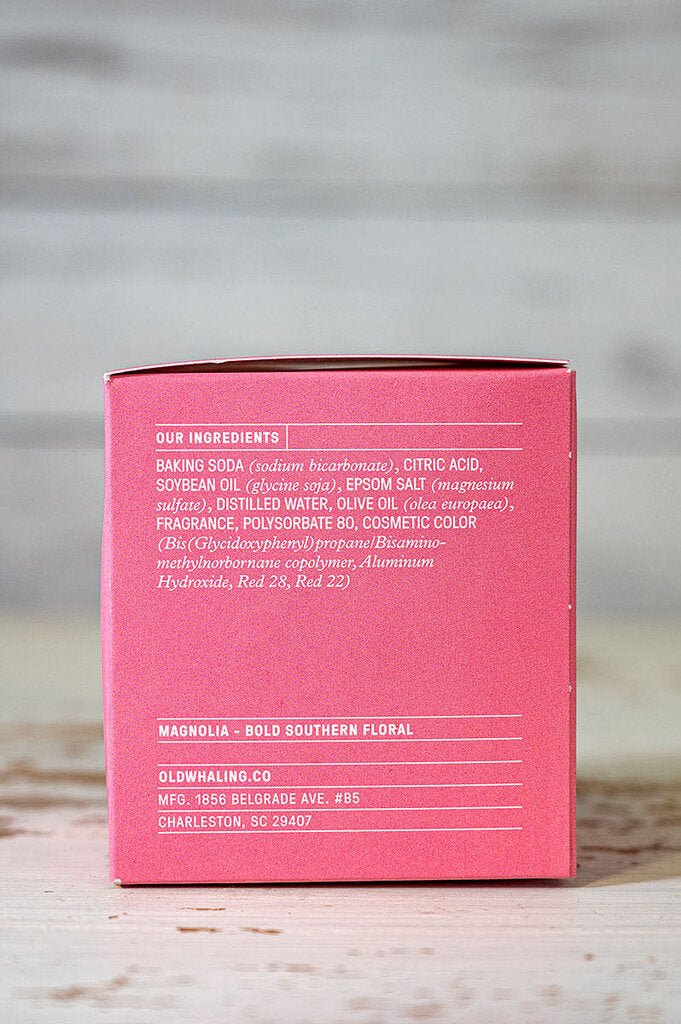 OUR INGREDIENTS
BAKING SODA (sodium bicarbonate), CITRIC ACID,
SOYBEAN OIL (glycine soja), EPSOM SALT (magnesium
sulfate), DISTILLED WATER, OLIVE OIL (olea europaea),
FRAGRANCE, POLYSORBATE 80, COSMETIC COLOR
(Bis(Glycidoxyphenyl)propane/Bisamino-
methylnorbornane copolymer, Aluminum
Hydroxide, Red 28, Red 22)
MAGNOLIA - BOLD SOUTHERN FLORAL
OLDWHALING.CO
MFG. 1856 BELGRADE AVE. #B5
CHARLESTON, SC 29407